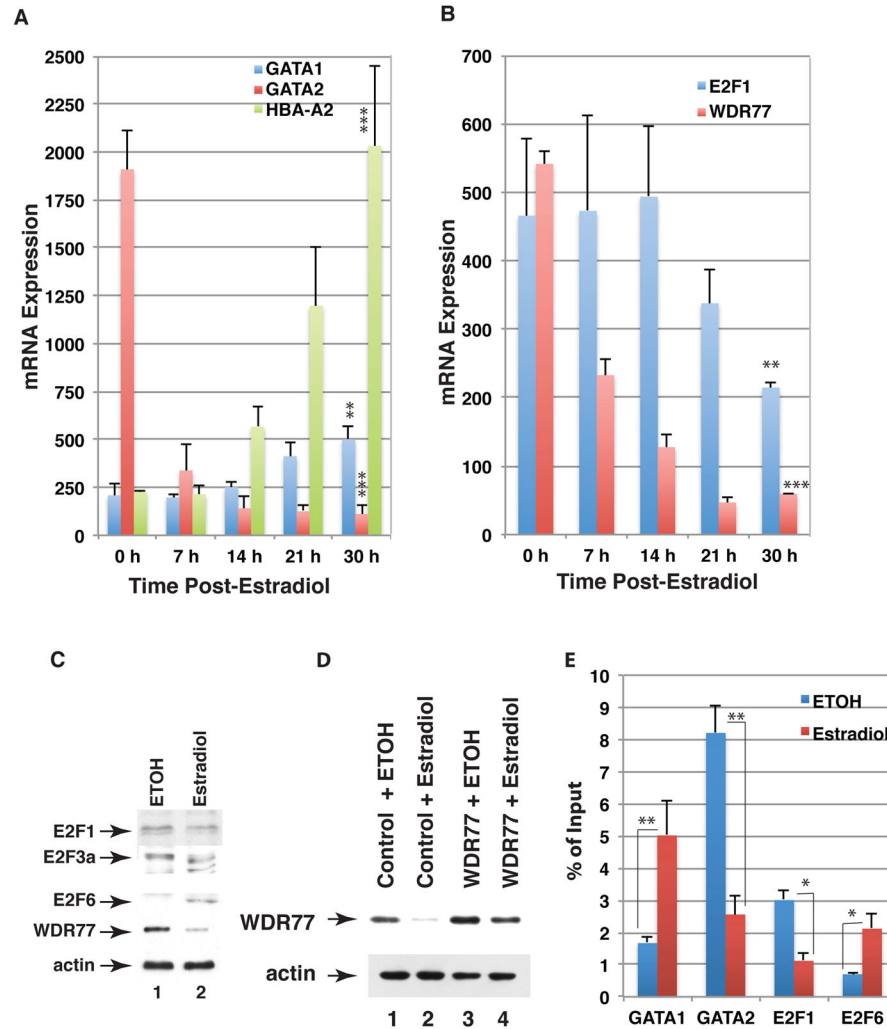 A
2500
2250
2000
1750
1500
1250
1000
750
500
250
0
mRNA Expression
GATA1
GATA2
HBA-A2
***
**
***
0 h 7 h 14 h 21 h 30 h
Time Post-Estradiol
B
700
600
500
400
300
200
100
0
mRNA Expression
E2F1
WDR77
**
***
0 h 7 h 14 h 21 h 30 h
Time Post-Estradiol
C
ETOH
Estradiol
E2F1
E2F3a
E2F6
WDR77
actin
1 2
D
Control + ETOH
Control + Estradiol
WDR77 + ETOH
WDR77 + Estradiol
WDR77
actin
1 2 3 4
E
10
9
8
7
6
5
4
3
2
1
0
% of Input
ETOH
Estradiol
**
**
*
*
GATA1 GATA2 E2F1 E2F6